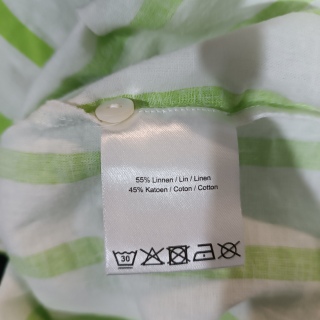 55% Linnen / Lin / Linen
45% Katoen / Coton / Cotton
30